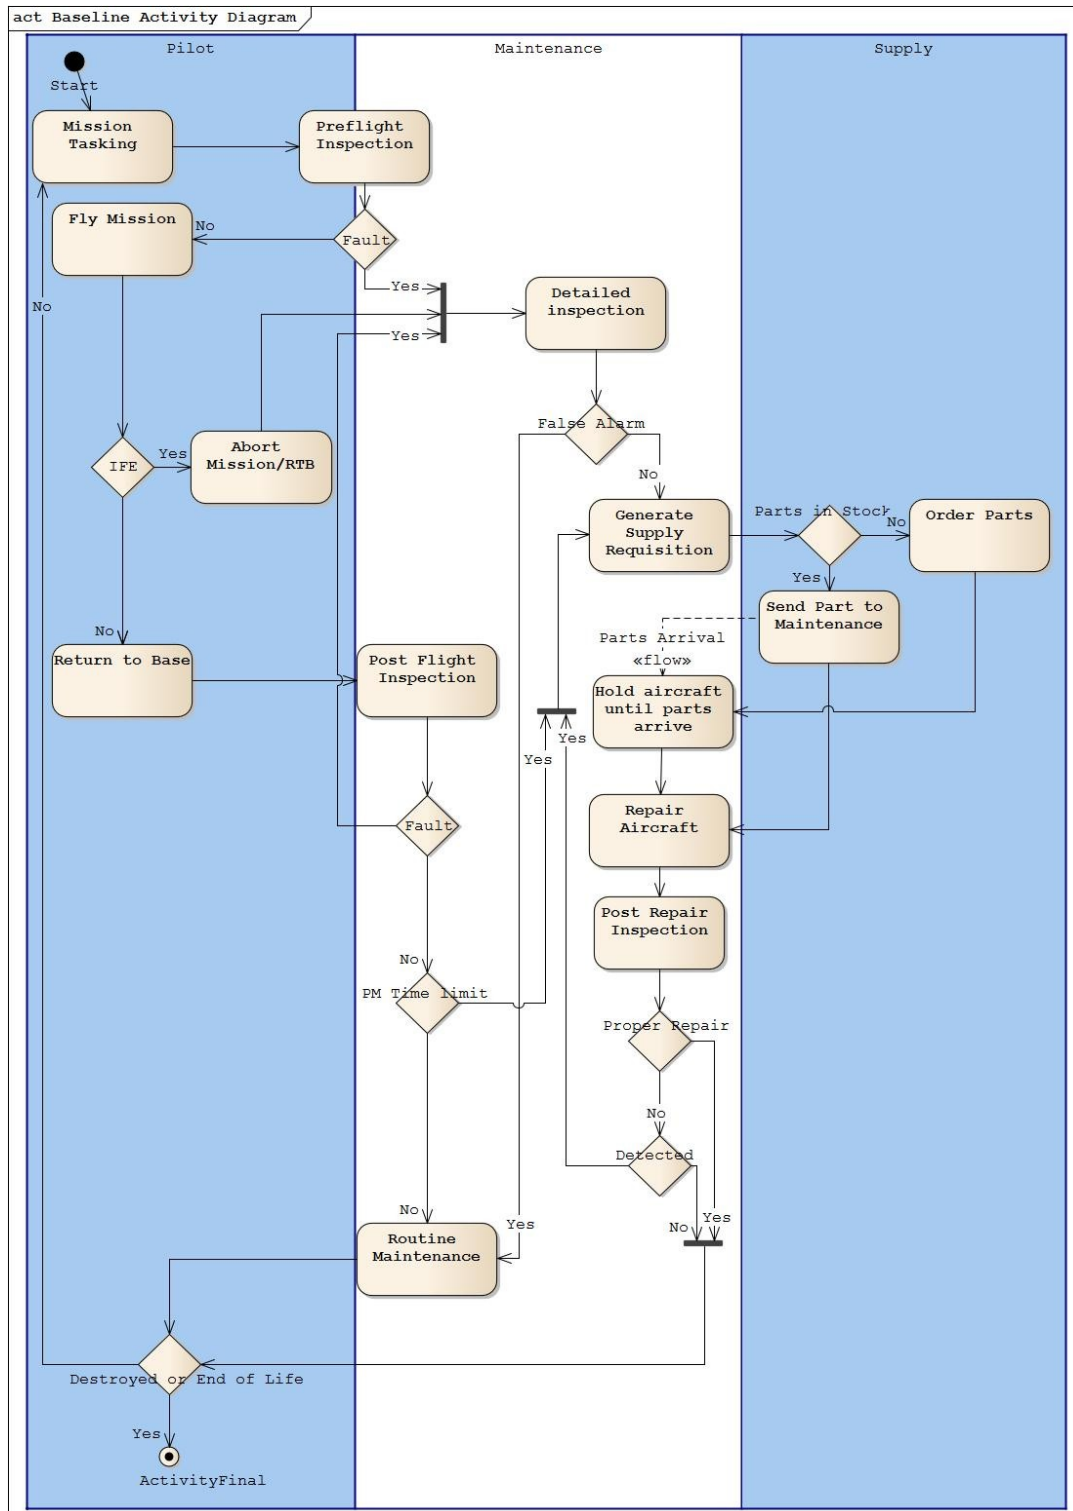 act Baseline Activity Diagram
Pilot
Maintenance
Supply
Start
Mission
Tasking
Preflight
Inspection
Fly Mission
No
Fault
Yes
Detailed
inspection
No
Yes
False Alarm
Abort
Mission/RTB
Yes
IFE
No
Generate
Supply
Requisition
Parts in Stock
No
Order Parts
Yes
Send Part to
Maintenance
No
Return to Base
Post Flight
Inspection
Parts Arrival
«flow»
Hold aircraft
until parts
arrive
Yes
Yes
Repair
Aircraft
Fault
Post Repair
Inspection
No
PM Time limit
Proper Repair
No
Detected
No
Yes
No
Yes
Routine
Maintenance
Destroyed or End of Life
Yes
ActivityFinal